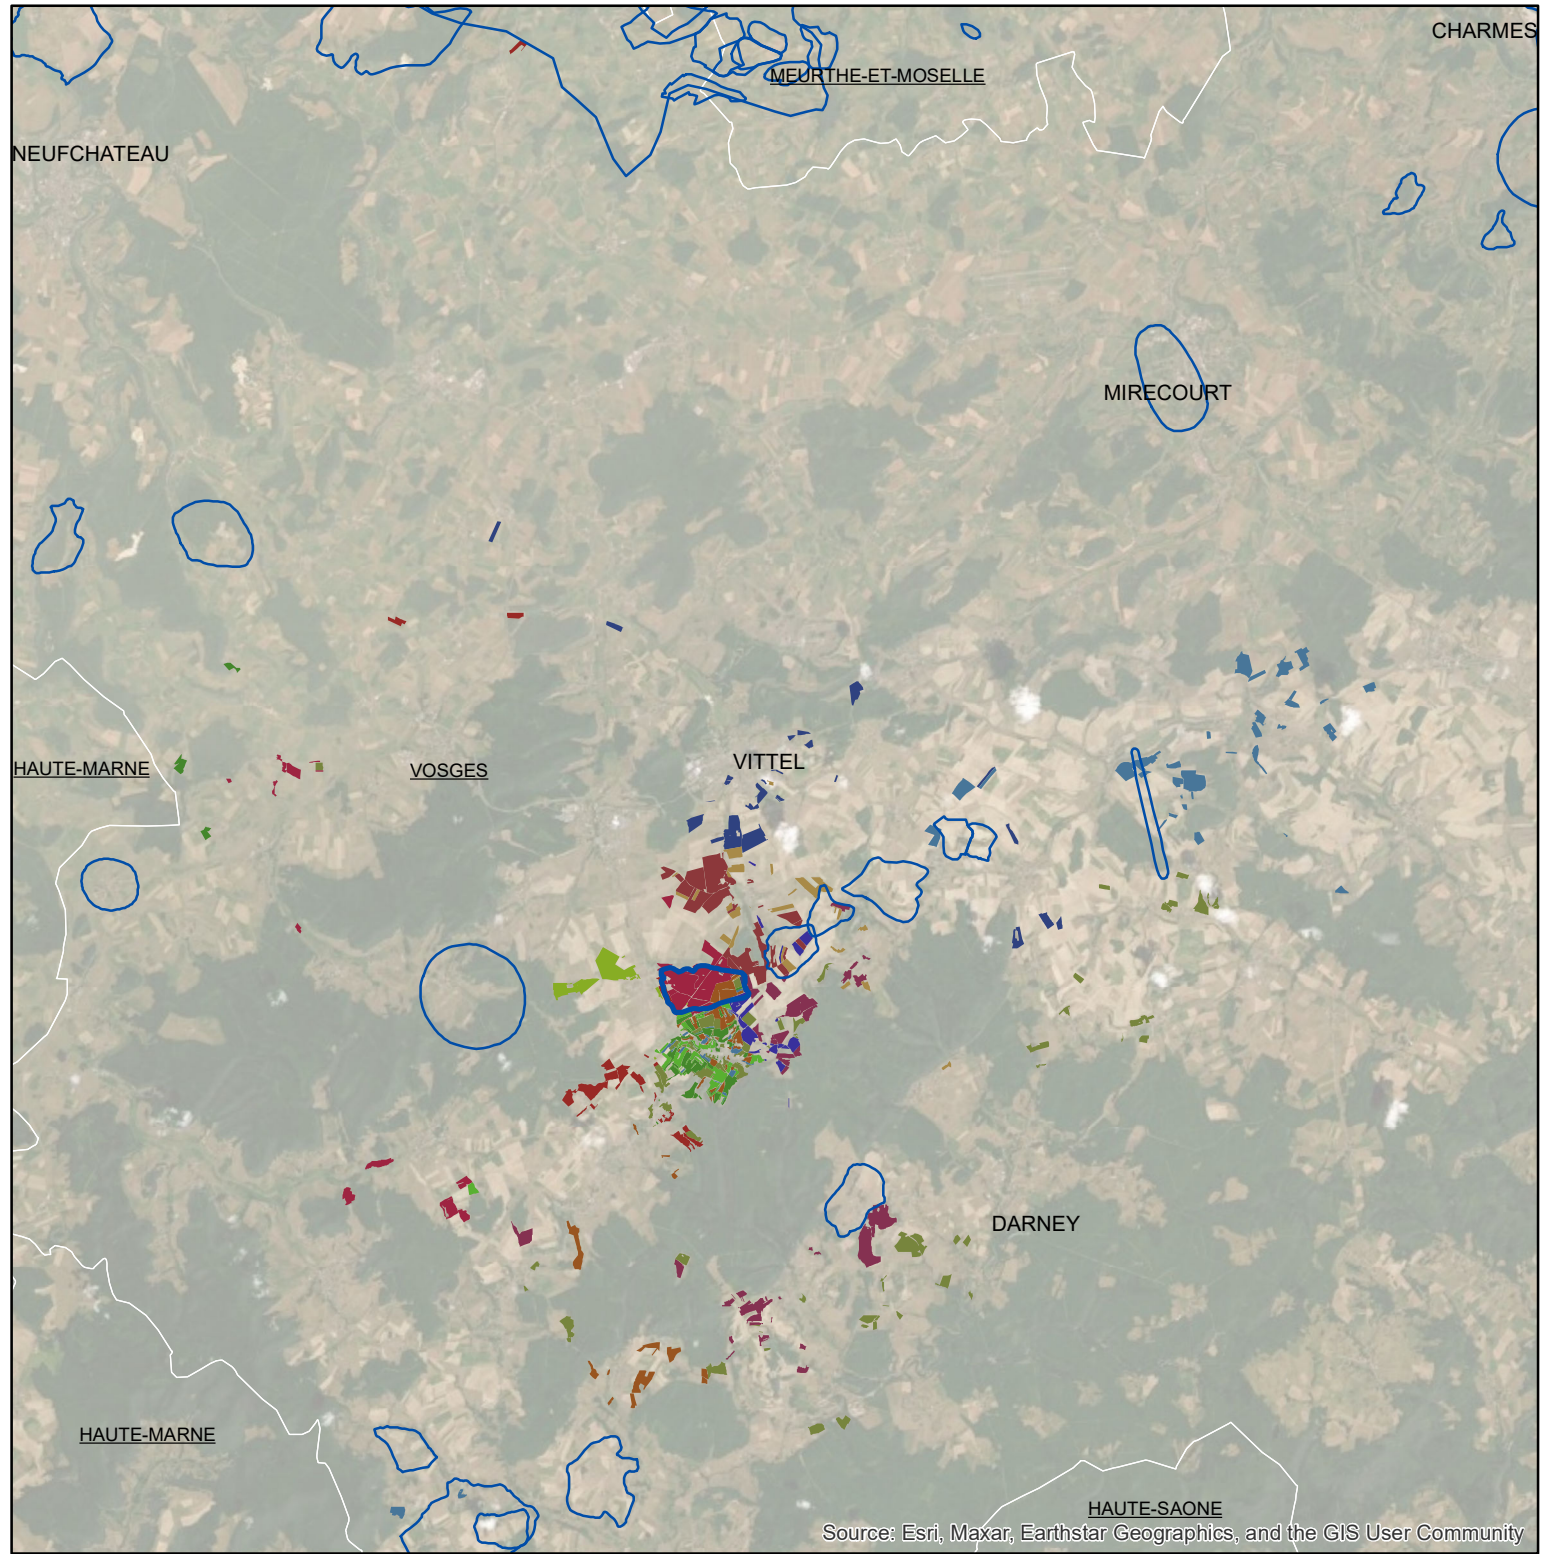 CHARMES
MEURTHE-ET-MOSELLE
NEUFCHATEAU
MIRECOURT
VITTEL
HAUTE-MARNE
VOSGES
DARNEY
HAUTE-MARNE
HAUTE-SAONE
Source: Esri, Maxar, Earthstar Geographics, and the GIS User Community